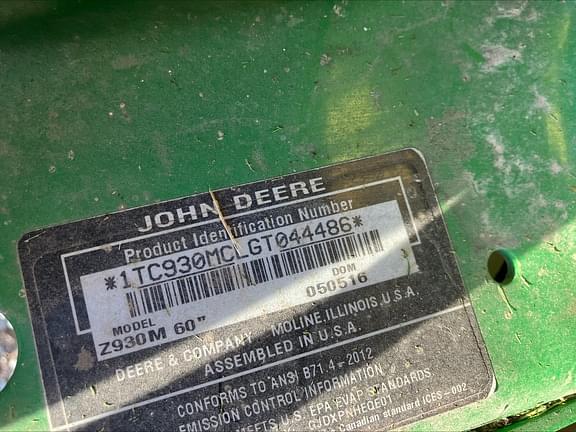 JOHN DEERE
Product Identification Number
*1TC930MCLGT044486*
DOM
050516
MODEL
Z930M 60"
DEERE & COMPANY MOLINE, ILLINOIS U.S.A.
ASSEMBLED IN U.S.A.
CONFORMS TO ANSI B71.4-2012
EMISSION CONTROL INFORMATION
MEETS U.S. EPA EVAP STANDARDS
GJDXPNHEQE01
Canadian standard ICES-002